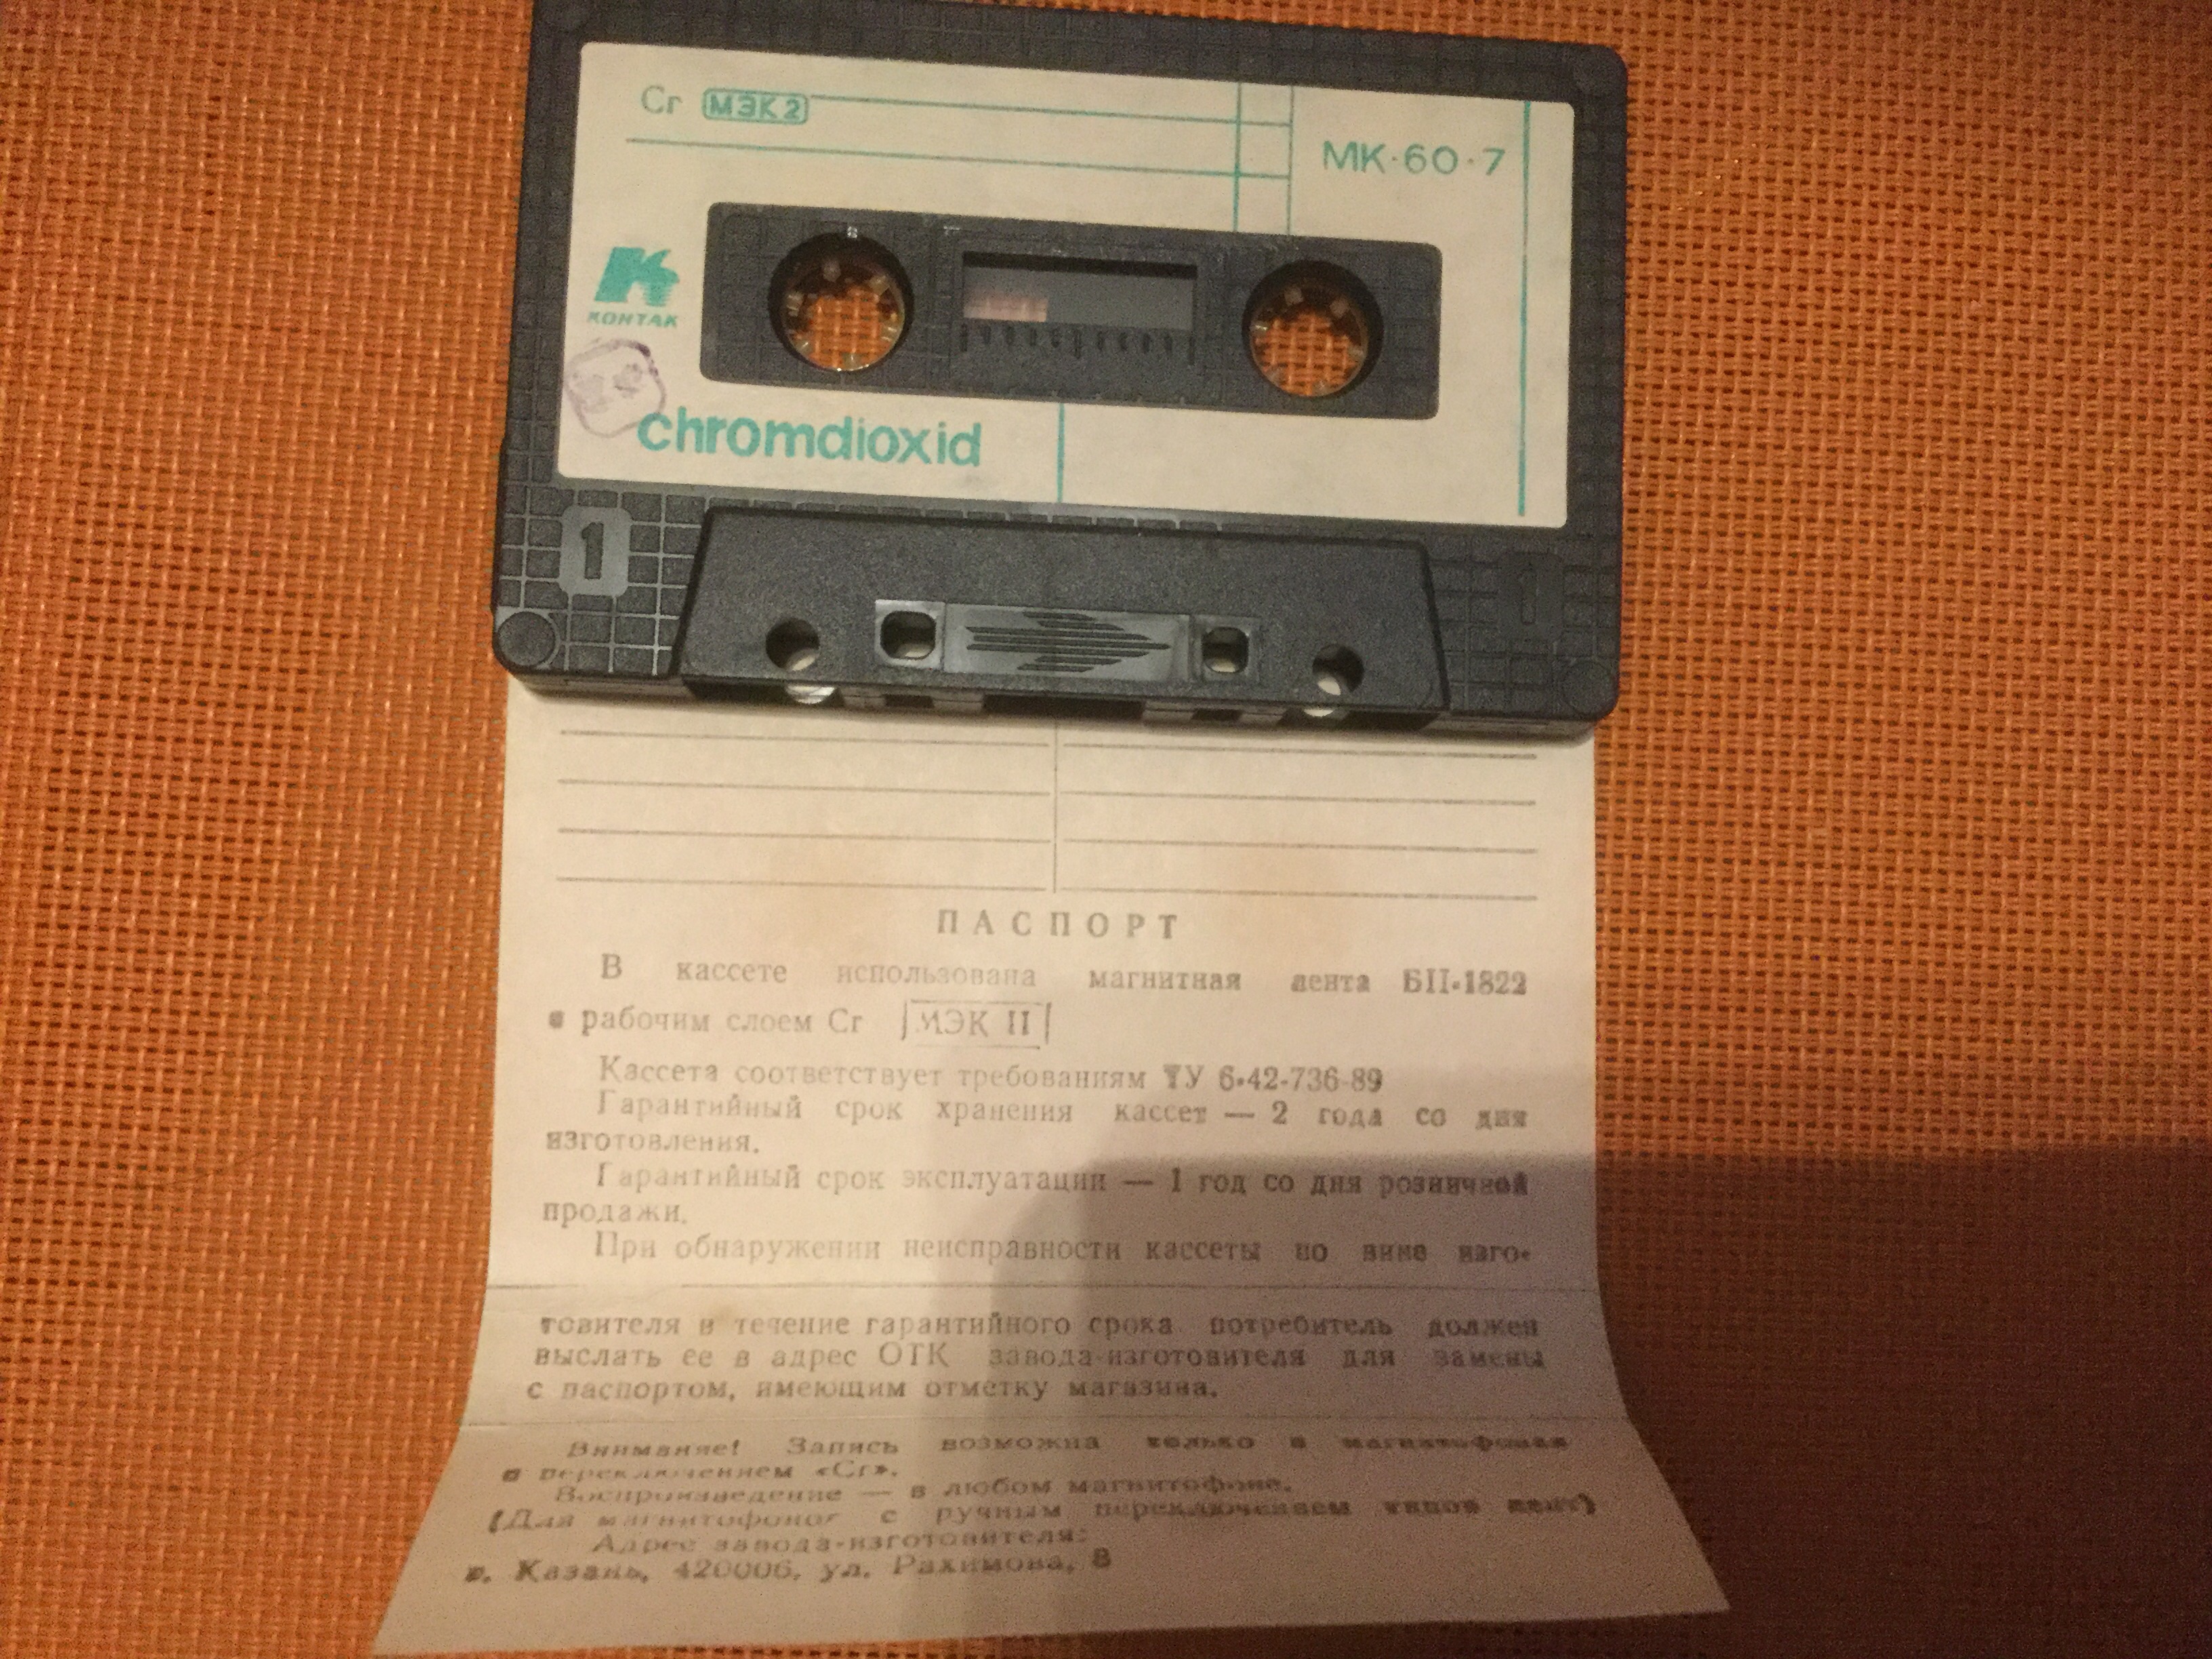 Cr МЭК 2
МК·60·7
КОНТАК
chromdioxid
1
1
ПАСПОРТ
В кассете использована магнитная лента БП-1822
с рабочим слоем Cr МЭК II
Кассета соответствует требованиям ТУ 6-42-736-89
Гарантийный срок хранения кассет — 2 года со дня
изготовления.
Гарантийный срок эксплуатации — 1 год со дня розничной
продажи.
При обнаружении неисправности кассеты по вине изго-
товителя в течение гарантийного срока потребитель должен
выслать ее в адрес ОТК завода-изготовителя для замены
с паспортом, имеющим отметку магазина.
Внимание! Запись возможна только в магнитофонах
с переключением «Cr».
Воспроизведение — в любом магнитофоне.
(Для магнитофонов с ручным переключением типов лент)
Адрес завода-изготовителя:
г. Казань, 420006, ул. Рахимова, 8